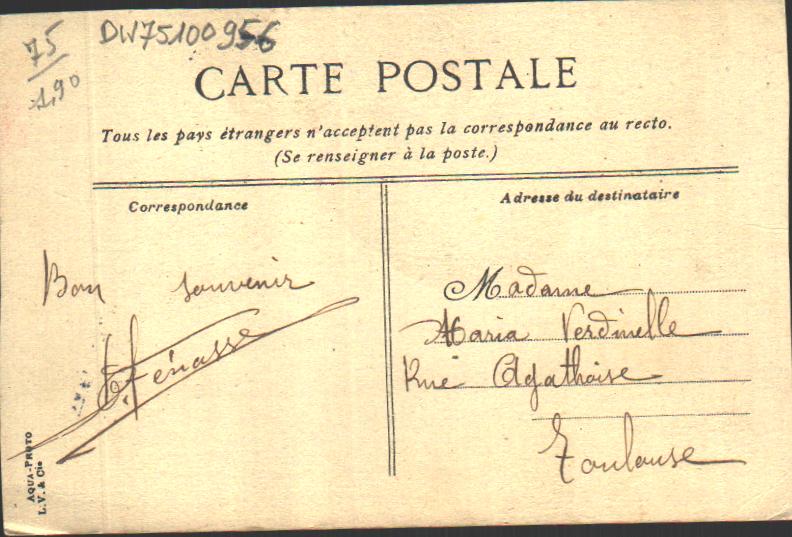 75
1,90
DW75100956
CARTE POSTALE
Tous les pays étrangers n'acceptent pas la correspondance au recto.
(Se renseigner à la poste.)
Correspondance
Bon souvenir
Fénasse
AQUA-PHOTO
L.V. & Cie
Adresse du destinataire
Madame
Maria Verdinelle
Rue Agathoise
Toulouse